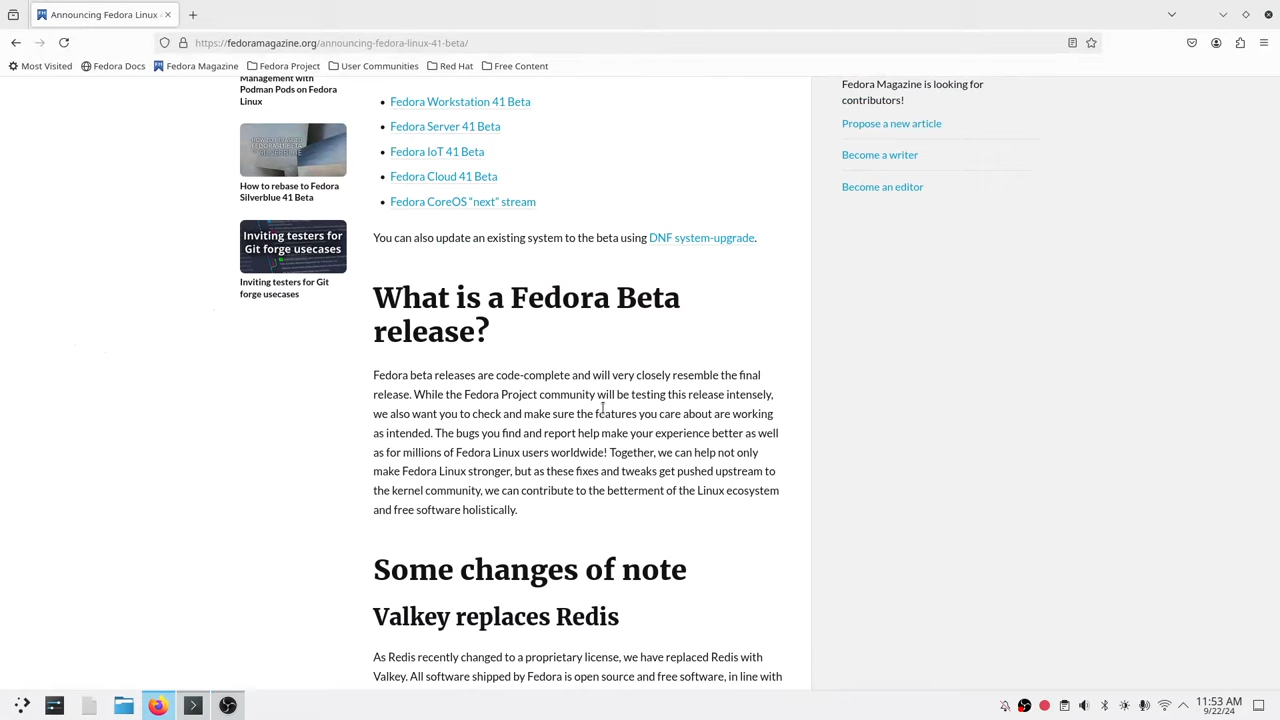 Announcing Fedora Linux
https://fedoramagazine.org/announcing-fedora-linux-41-beta/
Most Visited
Fedora Docs
Fedora Magazine
Fedora Project
User Communities
Red Hat
Free Content
Management with
Podman Pods on Fedora
Linux
How to rebase to Fedora
Silverblue 41 Beta
Inviting testers for
Git forge usecases
Inviting testers for Git
forge usecases
• Fedora Workstation 41 Beta
• Fedora Server 41 Beta
• Fedora IoT 41 Beta
• Fedora Cloud 41 Beta
• Fedora CoreOS “next” stream
You can also update an existing system to the beta using DNF system-upgrade.
What is a Fedora Beta
release?
Fedora beta releases are code-complete and will very closely resemble the final
release. While the Fedora Project community will be testing this release intensely,
we also want you to check and make sure the features you care about are working
as intended. The bugs you find and report help make your experience better as well
as for millions of Fedora Linux users worldwide! Together, we can help not only
make Fedora Linux stronger, but as these fixes and tweaks get pushed upstream to
the kernel community, we can contribute to the betterment of the Linux ecosystem
and free software holistically.
Some changes of note
Valkey replaces Redis
As Redis recently changed to a proprietary license, we have replaced Redis with
Valkey. All software shipped by Fedora is open source and free software, in line with
Fedora Magazine is looking for
contributors!
Propose a new article
Become a writer
Become an editor
11:53 AM
9/22/24